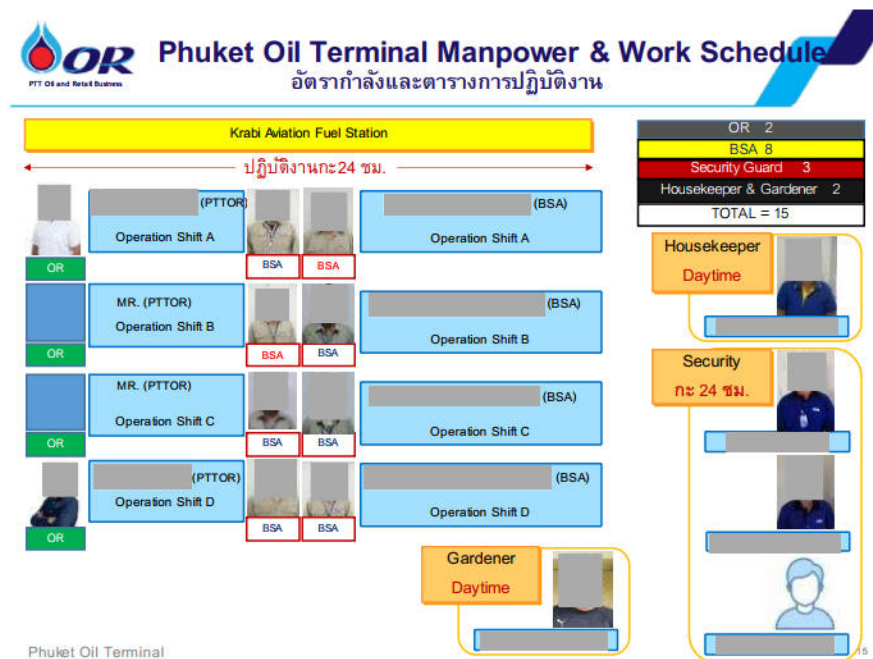 OR
PTT Oil and Retail Business
Phuket Oil Terminal Manpower & Work Schedule
อัตรากำลังและตารางการปฏิบัติงาน
Krabi Aviation Fuel Station
ปฏิบัติงานกะ24 ชม.
(PTTOR)
Operation Shift A
OR
BSA
BSA
(BSA)
Operation Shift A
MR. (PTTOR)
Operation Shift B
OR
BSA
BSA
(BSA)
Operation Shift B
MR. (PTTOR)
Operation Shift C
OR
BSA
BSA
(BSA)
Operation Shift C
(PTTOR)
Operation Shift D
OR
BSA
BSA
(BSA)
Operation Shift D
Gardener
Daytime
OR 2
BSA 8
Security Guard 3
Housekeeper & Gardener 2
TOTAL = 15
Housekeeper
Daytime
Security
กะ 24 ชม.
Phuket Oil Terminal
15